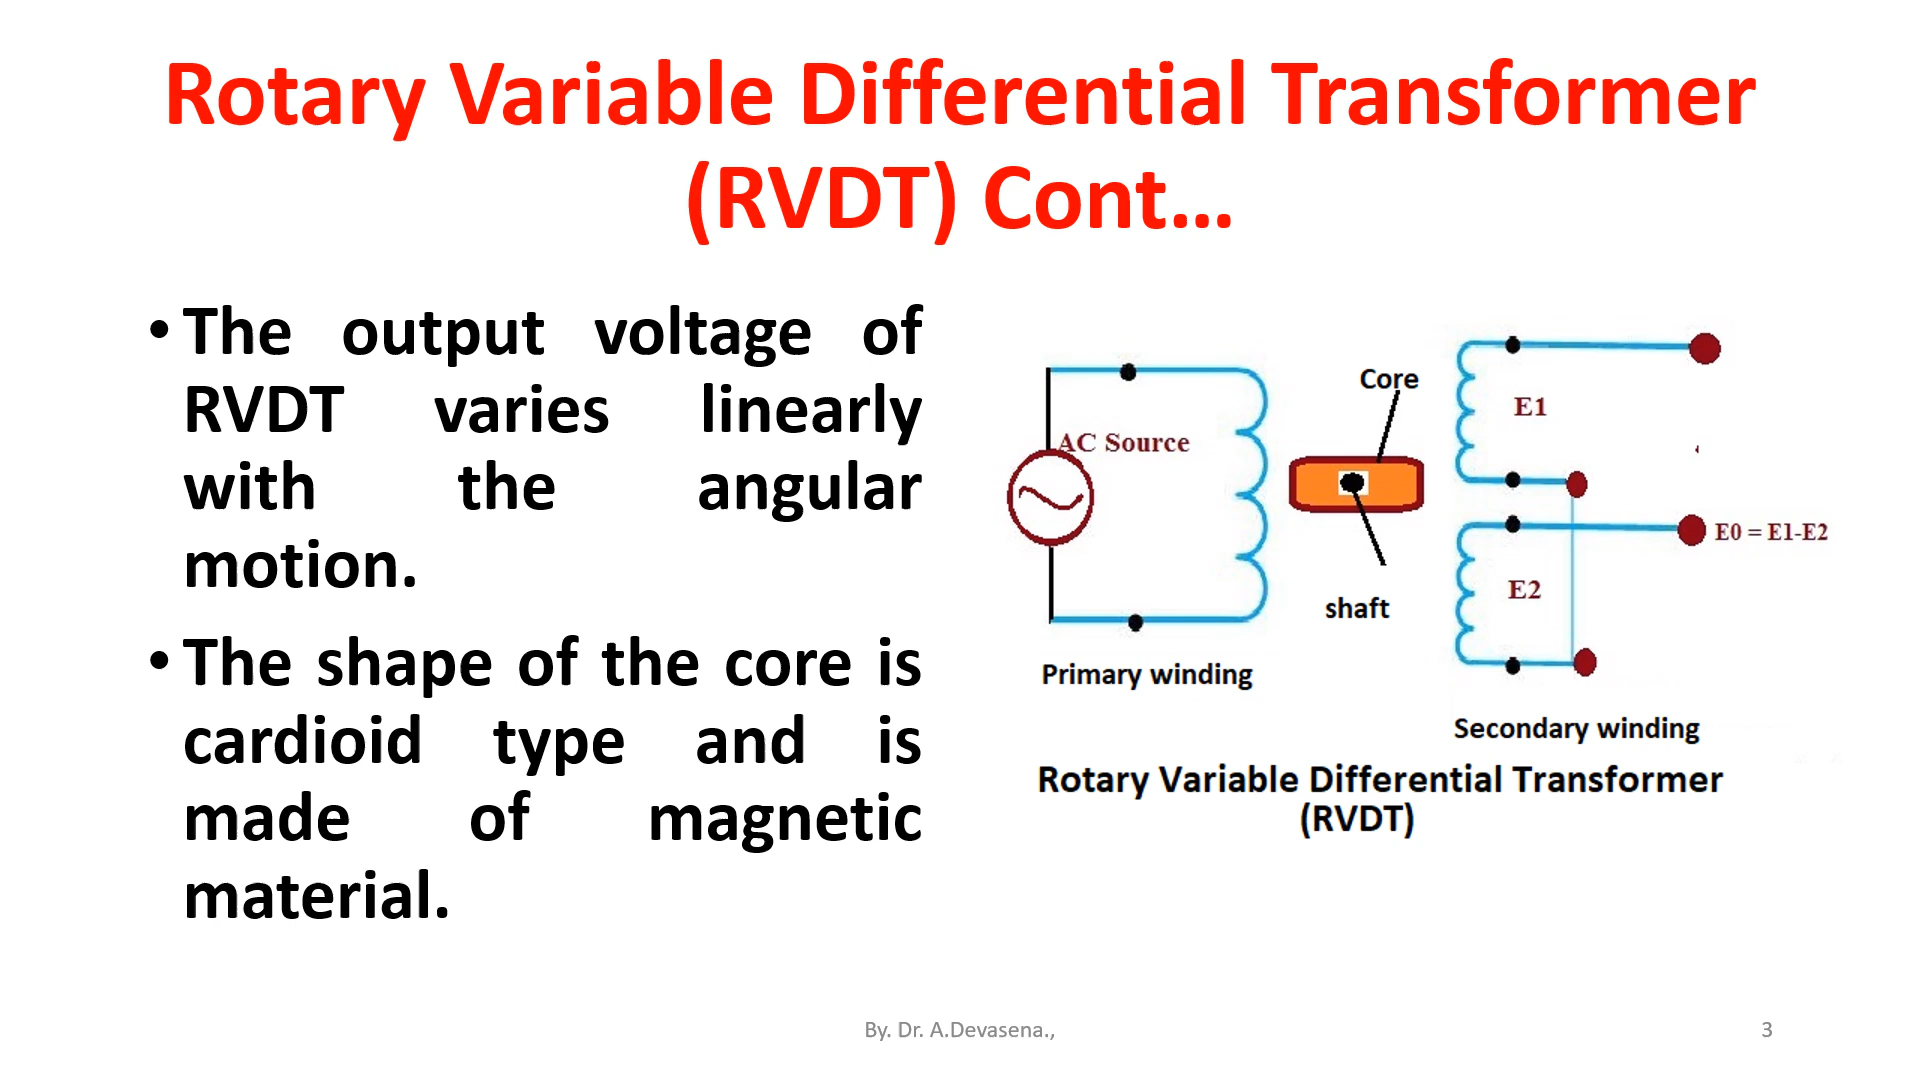 Rotary Variable Differential Transformer
(RVDT) Cont...
• The output voltage of
RVDT varies linearly
with the angular
motion.
• The shape of the core is
cardioid type and is
made of magnetic
material.
Core
AC Source
E1
E0 = E1-E2
E2
shaft
Primary winding
Secondary winding
Rotary Variable Differential Transformer
(RVDT)
By. Dr. A.Devasena.,
3